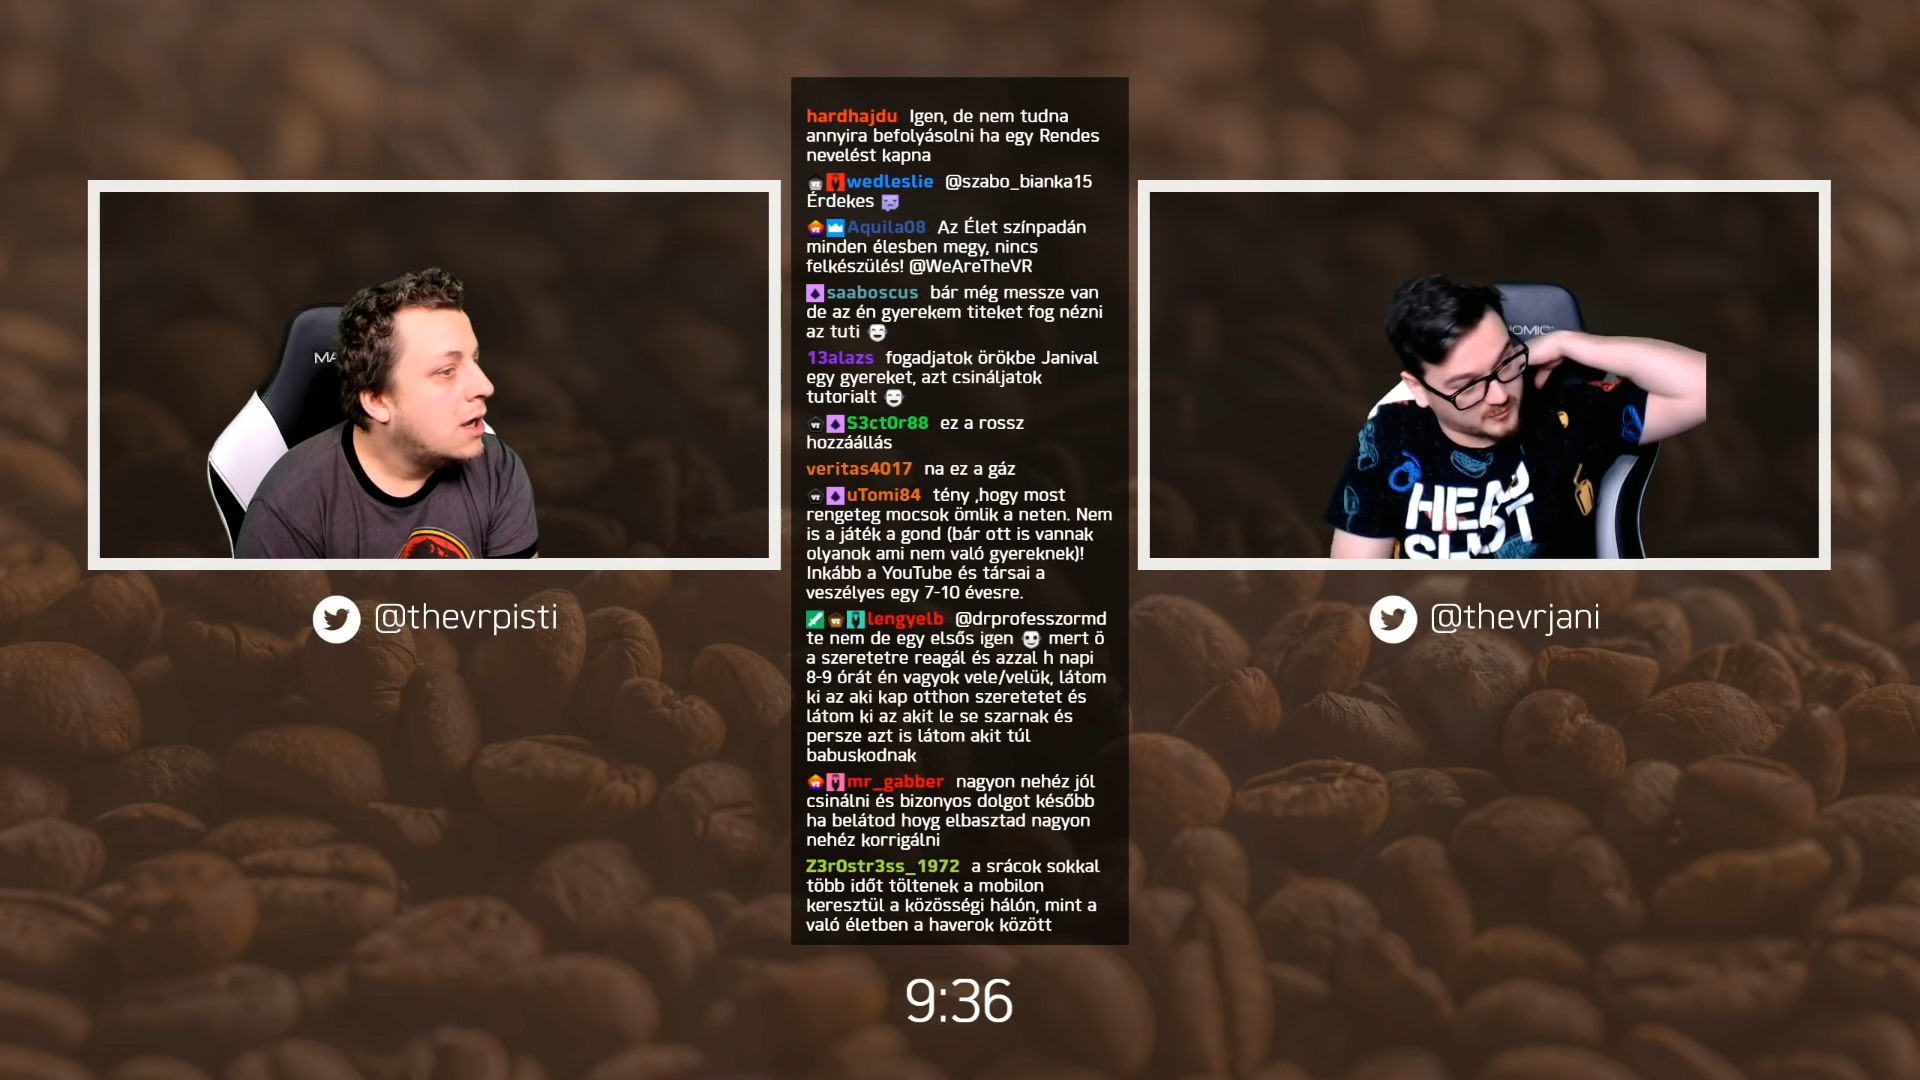 hardhajdu Igen, de nem tudna
annyira befolyásolni ha egy Rendes
nevelést kapna
wedleslie @szabo_bianka15
Érdekes
Aquila08 Az Élet színpadán
minden élesben megy, nincs
felkészülés! @WeAreTheVR
saaboscus bár még messze van
de az én gyerekem titeket fog nézni
az tuti
13alazs fogadjatok örökbe Janival
egy gyereket, azt csináljatok
tutorialt
S3ct0r88 ez a rossz
hozzáállás
veritas4017 na ez a gáz
uTomi84 tény ,hogy most
rengeteg mocsok ömlik a neten. Nem
is a játék a gond (bár ott is vannak
olyanok ami nem való gyereknek)!
Inkább a YouTube és társai a
veszélyes egy 7-10 évesre.
lengyelb @drprofesszormd
te nem de egy elsős igen mert ö
a szeretetre reagál és azzal h napi
8-9 órát én vagyok vele/velük, látom
ki az aki kap otthon szeretetet és
látom ki az akit le se szarnak és
persze azt is látom akit túl
babuskodnak
mr_gabber nagyon nehéz jól
csinálni és bizonyos dolgot később
ha belátod hoyg elbasztad nagyon
nehéz korrigálni
Z3r0str3ss_1972 a srácok sokkal
több időt töltenek a mobilon
keresztül a közösségi hálón, mint a
való életben a haverok között
@thevrpisti
@thevrjani
HEAD
SHOT
9:36